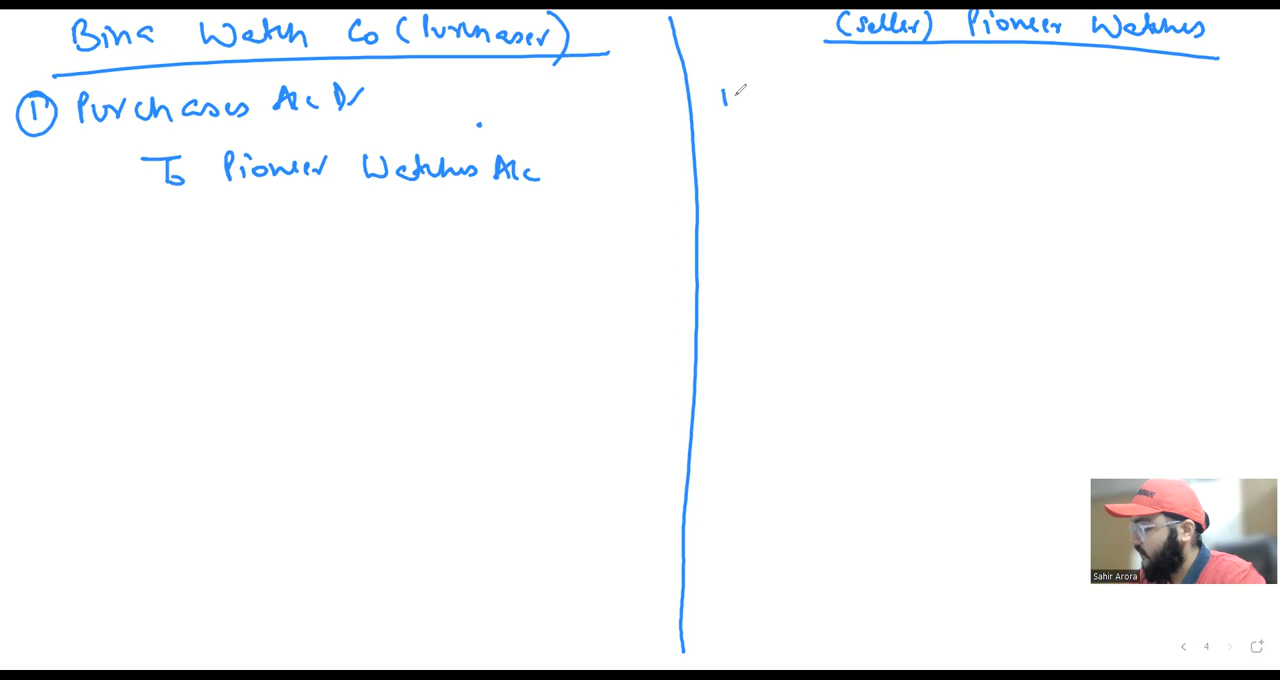 Bina Watch Co (Purchaser)
① Purchases A/c Dr
To Pioneer Watches A/c
(Seller) Pioneer Watches
1
Sahir Arora
4